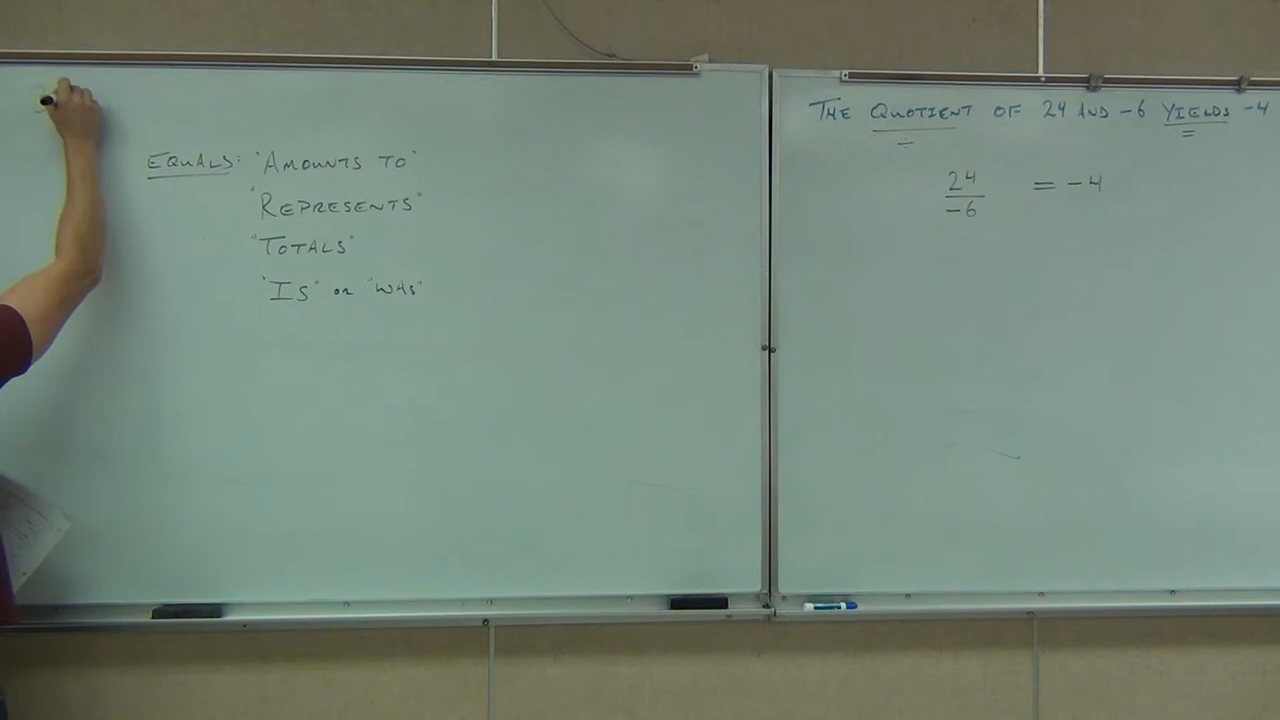 EQUALS: "AMOUNTS TO"
"REPRESENTS"
"TOTALS"
"IS" OR "WAS"
THE QUOTIENT OF 24 AND -6 YIELDS -4
÷ =
24
-6
= -4